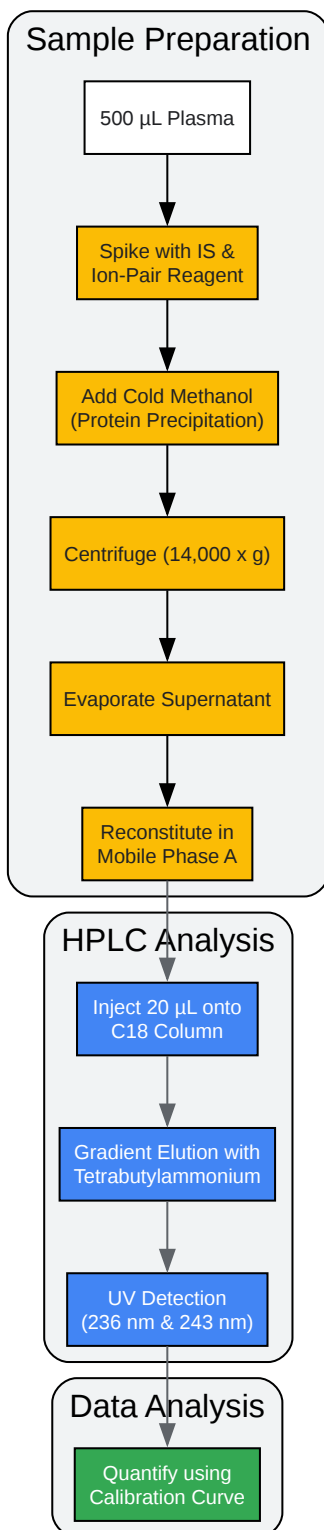 Sample Preparation
500 µL Plasma
Spike with IS &
Ion-Pair Reagent
Add Cold Methanol
(Protein Precipitation)
Centrifuge (14,000 x g)
Evaporate Supernatant
Reconstitute in
Mobile Phase A
HPLC Analysis
Inject 20 µL onto
C18 Column
Gradient Elution with
Tetrabutylammonium
UV Detection
(236 nm & 243 nm)
Data Analysis
Quantify using
Calibration Curve